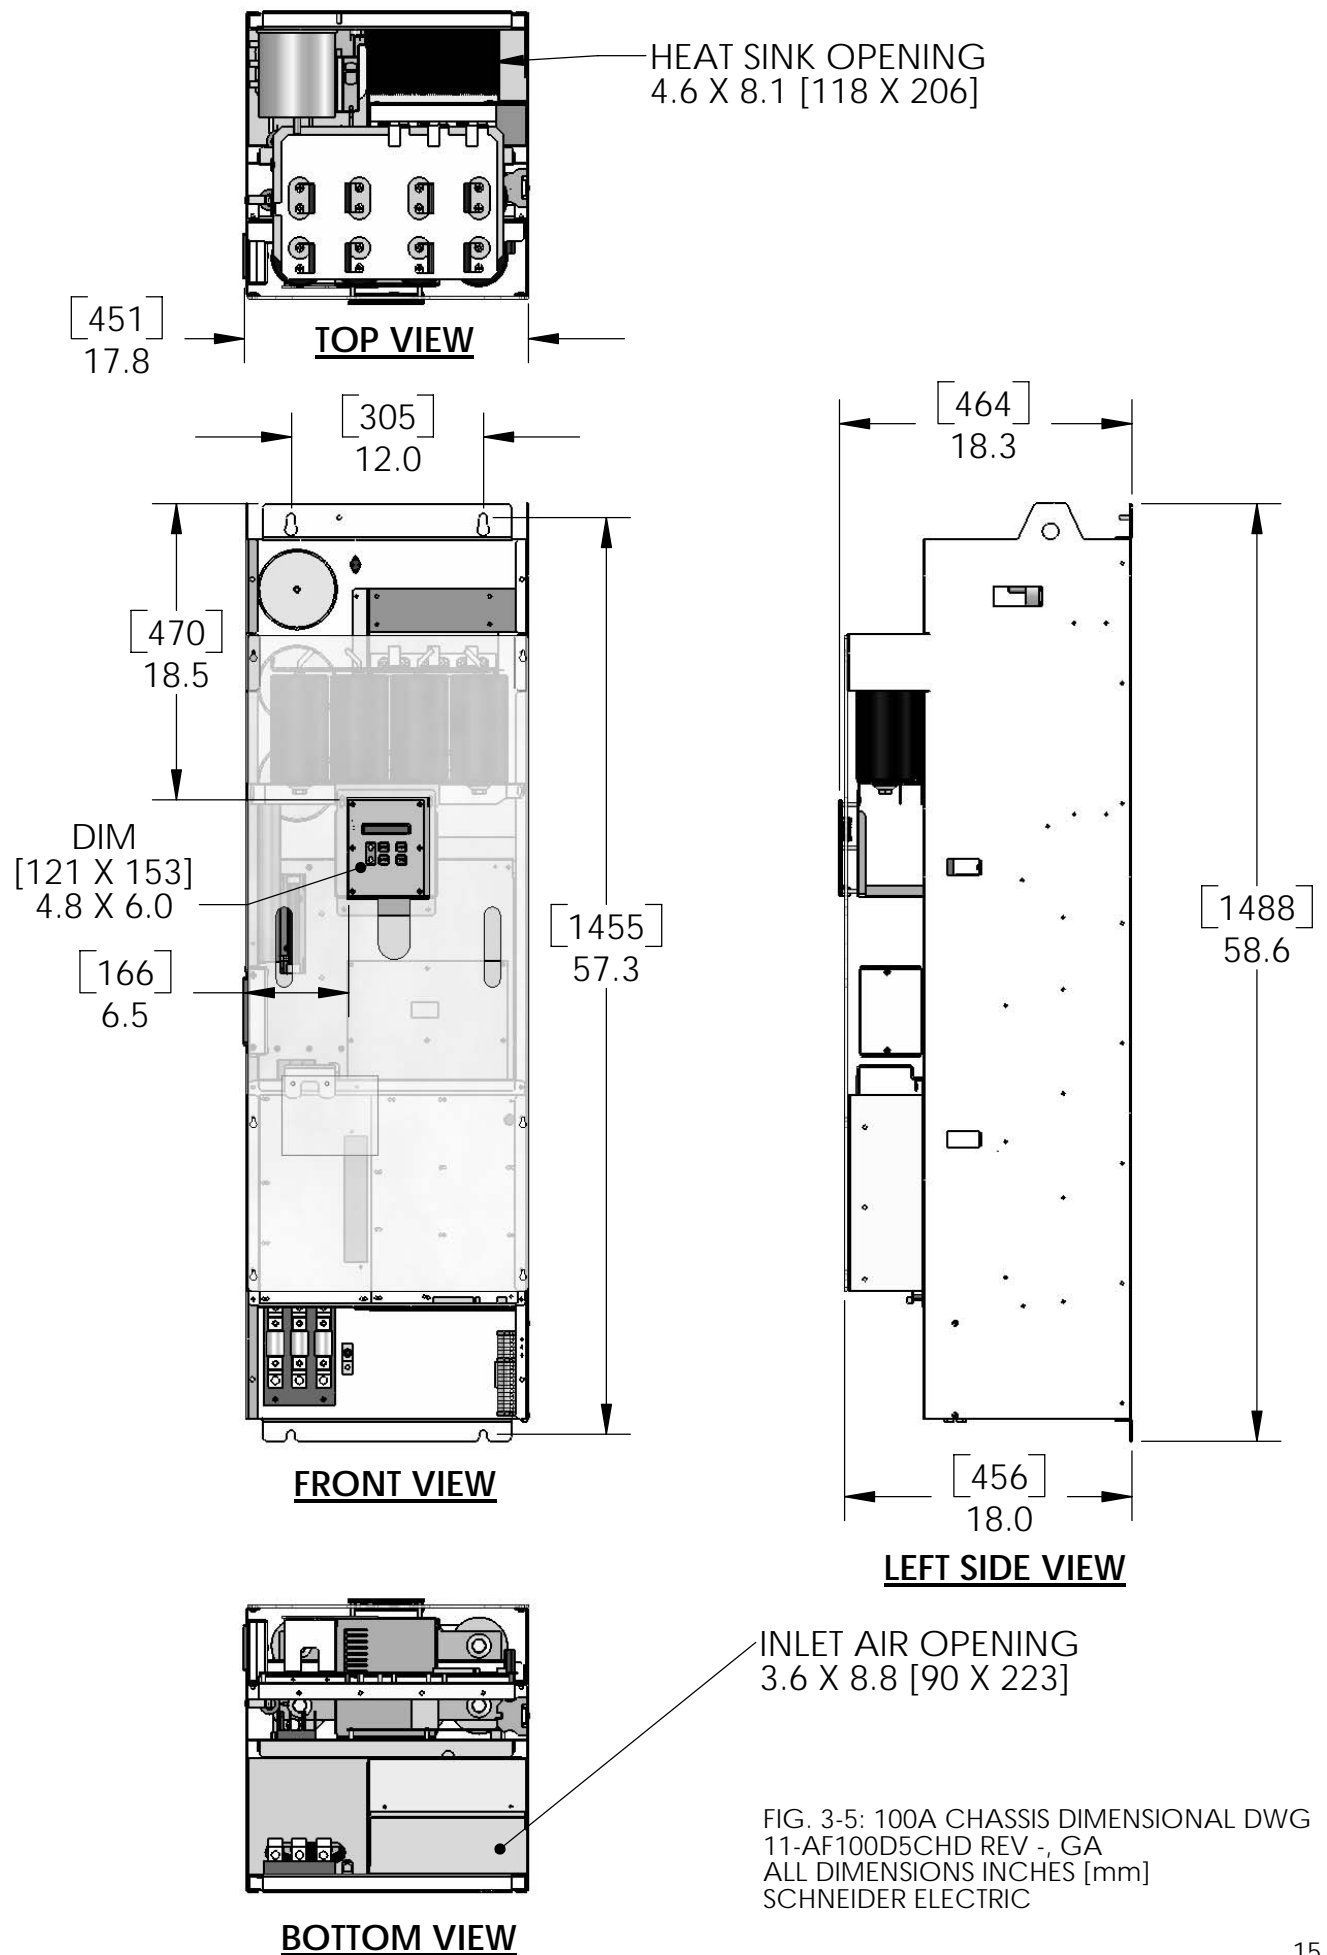 HEAT SINK OPENING
4.6 X 8.1 [118 X 206]
[451]
17.8
TOP VIEW
[305]
12.0
[464]
18.3
[470]
18.5
DIM
[121 X 153]
4.8 X 6.0
[166]
6.5
[1455]
57.3
[1488]
58.6
FRONT VIEW
[456]
18.0
LEFT SIDE VIEW
INLET AIR OPENING
3.6 X 8.8 [90 X 223]
FIG. 3-5: 100A CHASSIS DIMENSIONAL DWG
11-AF100D5CHD REV -, GA
ALL DIMENSIONS INCHES [mm]
SCHNEIDER ELECTRIC
BOTTOM VIEW
15